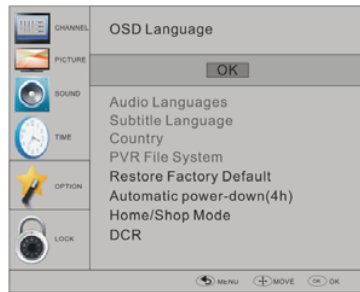 CHANNEL
PICTURE
SOUND
TIME
OPTION
LOCK
OSD Language
OK
Audio Languages
Subtitle Language
Country
PVR File System
Restore Factory Default
Automatic power-down(4h)
Home/Shop Mode
DCR
MENU MOVE OK OK